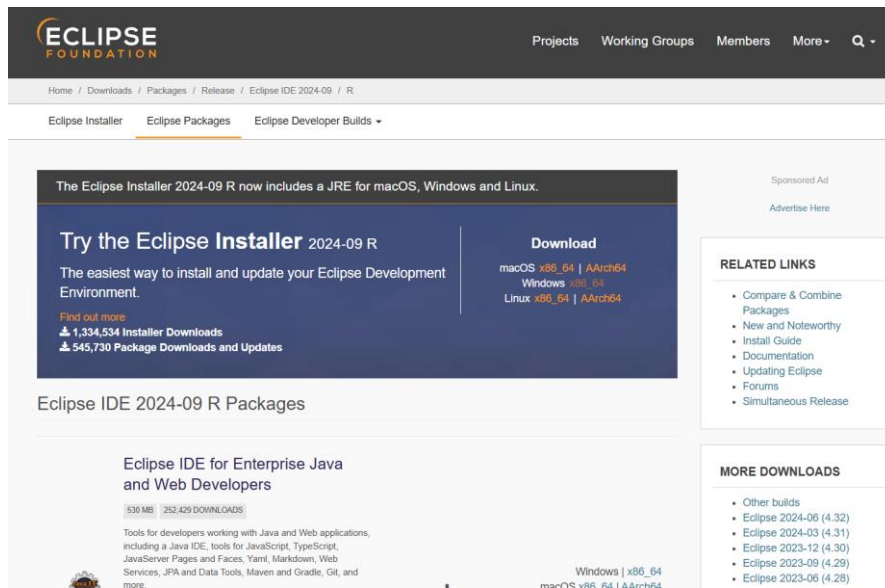 ECLIPSE
FOUNDATION
Projects Working Groups Members More
Home / Downloads / Packages / Release / Eclipse IDE 2024-09 / R
Eclipse Installer Eclipse Packages Eclipse Developer Builds
The Eclipse Installer 2024-09 R now includes a JRE for macOS, Windows and Linux.
Try the Eclipse Installer 2024-09 R
The easiest way to install and update your Eclipse Development
Environment.
Find out more
1,334,534 Installer Downloads
545,730 Package Downloads and Updates
Download
macOS x86_64 | AArch64
Windows x86_64
Linux x86_64 | AArch64
Eclipse IDE 2024-09 R Packages
Eclipse IDE for Enterprise Java
and Web Developers
530 MB 252,429 DOWNLOADS
Tools for developers working with Java and Web applications,
including a Java IDE, tools for JavaScript, TypeScript,
JavaServer Pages and Faces, Yaml, Markdown, Web
Services, JPA and Data Tools, Maven and Gradle, Git, and
more.
Windows | x86_64
macOS x86_64 | AArch64
Sponsored Ad
Advertise Here
RELATED LINKS
Compare & Combine
Packages
New and Noteworthy
Install Guide
Documentation
Updating Eclipse
Forums
Simultaneous Release
MORE DOWNLOADS
Other builds
Eclipse 2024-06 (4.32)
Eclipse 2024-03 (4.31)
Eclipse 2023-12 (4.30)
Eclipse 2023-09 (4.29)
Eclipse 2023-06 (4.28)